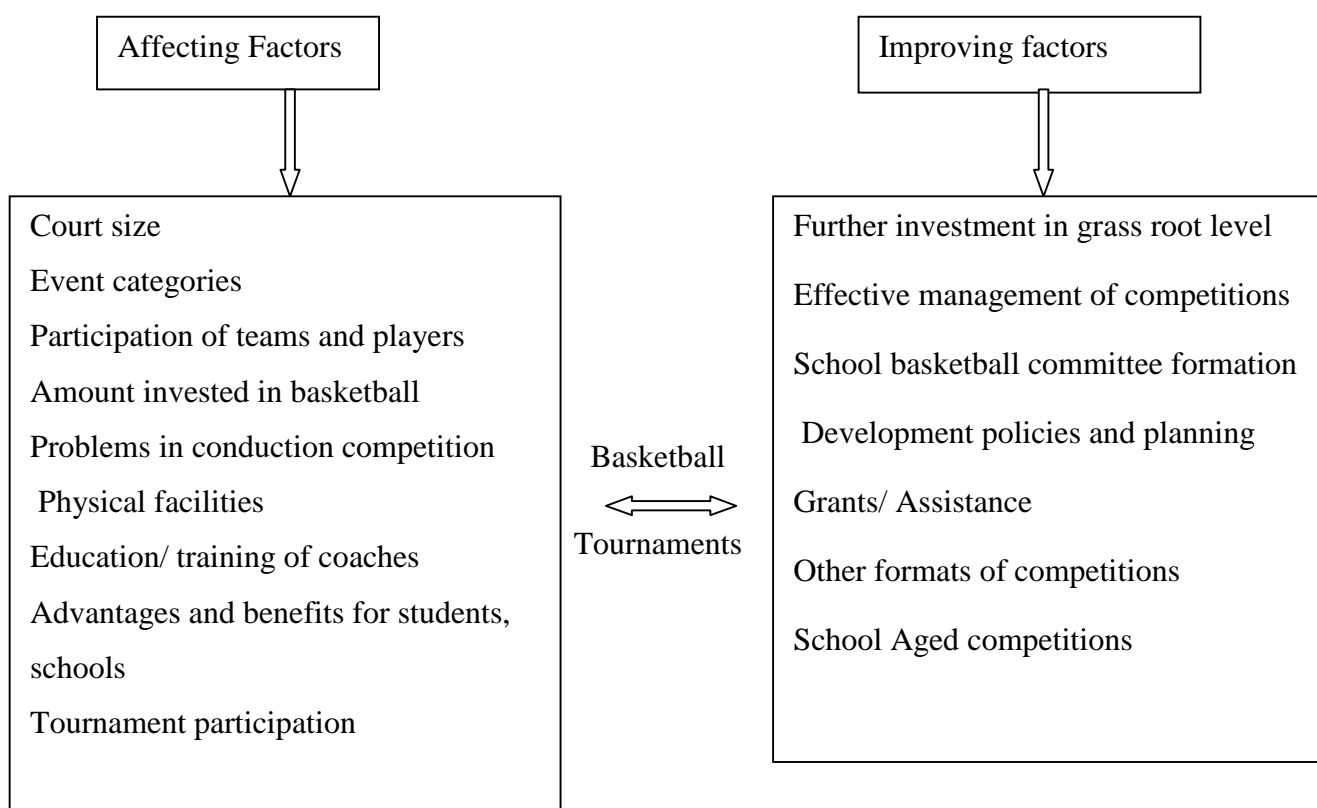 Affecting Factors
Improving factors
Court size
Event categories
Participation of teams and players
Amount invested in basketball
Problems in conduction competition
Physical facilities
Education/ training of coaches
Advantages and benefits for students,
schools
Tournament participation
Basketball
Tournaments
Further investment in grass root level
Effective management of competitions
School basketball committee formation
Development policies and planning
Grants/ Assistance
Other formats of competitions
School Aged competitions